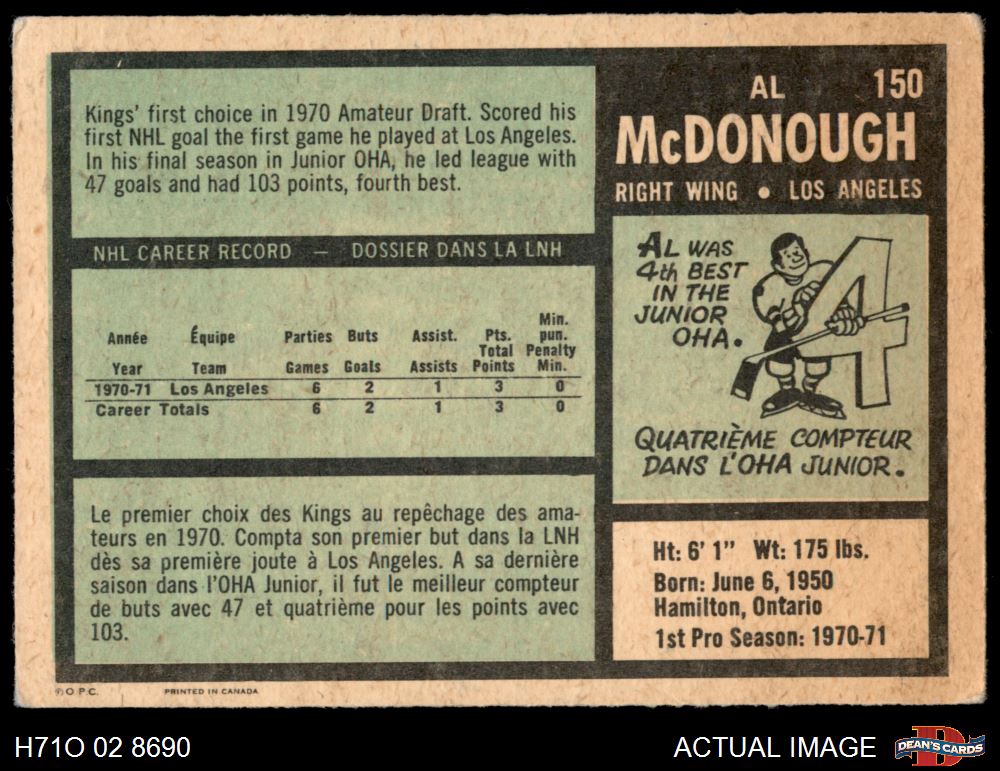 Kings' first choice in 1970 Amateur Draft. Scored his
first NHL goal the first game he played at Los Angeles.
In his final season in Junior OHA, he led league with
47 goals and had 103 points, fourth best.
NHL CAREER RECORD — DOSSIER DANS LA LNH
Année Équipe Parties Buts Assist. Pts. Min. pun.
Year Team Games Goals Assists Total Points Penalty Min.
1970-71 Los Angeles 6 2 1 3 0
Career Totals 6 2 1 3 0
Le premier choix des Kings au repêchage des ama-
teurs en 1970. Compta son premier but dans la LNH
dès sa première joute à Los Angeles. A sa dernière
saison dans l'OHA Junior, il fut le meilleur compteur
de buts avec 47 et quatrième pour les points avec
103.
AL 150
McDONOUGH
RIGHT WING • LOS ANGELES
AL WAS
4th BEST
IN THE
JUNIOR
OHA.
4
QUATRIÈME COMPTEUR
DANS L'OHA JUNIOR.
Ht: 6' 1" Wt: 175 lbs.
Born: June 6, 1950
Hamilton, Ontario
1st Pro Season: 1970-71
© O.P.C. PRINTED IN CANADA
H71O 02 8690
ACTUAL IMAGE
D
DEAN'S CARDS